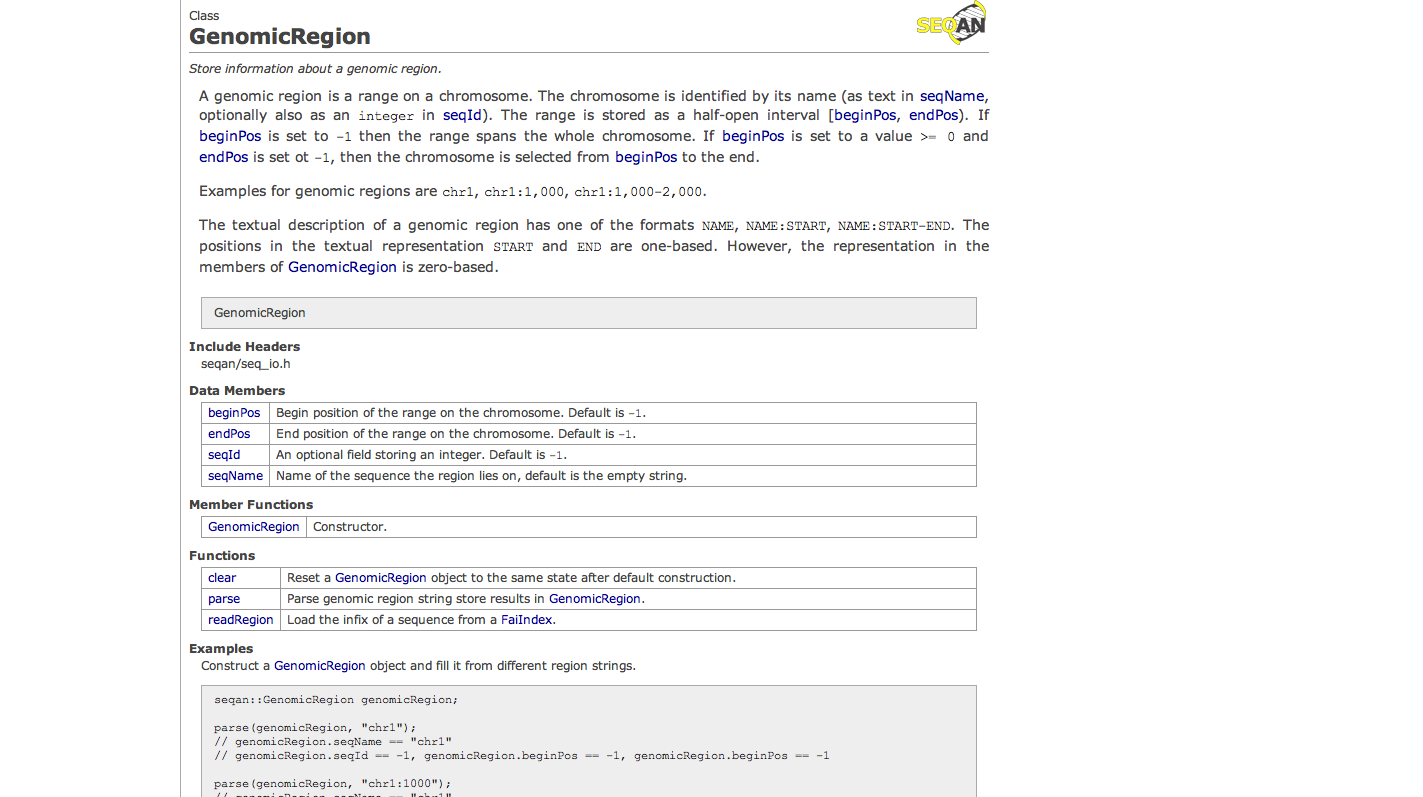 Class
SEQAN
GenomicRegion
Store information about a genomic region.
A genomic region is a range on a chromosome. The chromosome is identified by its name (as text in seqName,
optionally also as an integer in seqId). The range is stored as a half-open interval [beginPos, endPos). If
beginPos is set to -1 then the range spans the whole chromosome. If beginPos is set to a value >= 0 and
endPos is set ot -1, then the chromosome is selected from beginPos to the end.
Examples for genomic regions are chr1, chr1:1,000, chr1:1,000-2,000.
The textual description of a genomic region has one of the formats NAME, NAME:START, NAME:START-END. The
positions in the textual representation START and END are one-based. However, the representation in the
members of GenomicRegion is zero-based.
GenomicRegion
Include Headers
seqan/seq_io.h
Data Members
beginPos Begin position of the range on the chromosome. Default is -1.
endPos End position of the range on the chromosome. Default is -1.
seqId An optional field storing an integer. Default is -1.
seqName Name of the sequence the region lies on, default is the empty string.
Member Functions
GenomicRegion Constructor.
Functions
clear Reset a GenomicRegion object to the same state after default construction.
parse Parse genomic region string store results in GenomicRegion.
readRegion Load the infix of a sequence from a FaiIndex.
Examples
Construct a GenomicRegion object and fill it from different region strings.
seqan::GenomicRegion genomicRegion;
parse(genomicRegion, "chr1");
// genomicRegion.seqName == "chr1"
// genomicRegion.seqId == -1, genomicRegion.beginPos == -1, genomicRegion.beginPos == -1
parse(genomicRegion, "chr1:1000");
// genomicRegion.seqName == "chr1"